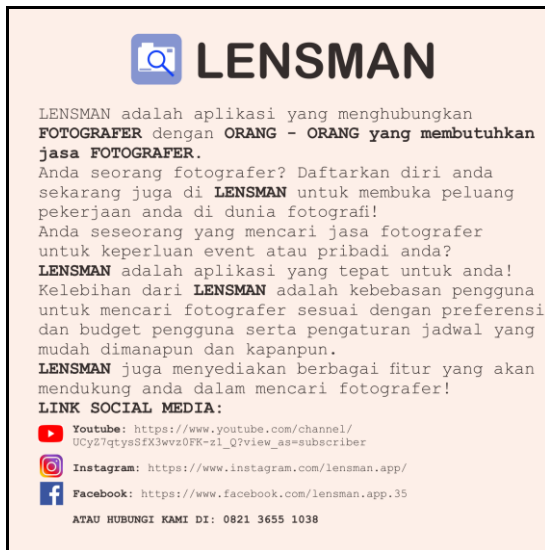 LENSMAN
LENSMAN adalah aplikasi yang menghubungkan
FOTOGRAFER dengan ORANG - ORANG yang membutuhkan
jasa FOTOGRAFER.
Anda seorang fotografer? Daftarkan diri anda
sekarang juga di LENSMAN untuk membuka peluang
pekerjaan anda di dunia fotografi!
Anda seseorang yang mencari jasa fotografer
untuk keperluan event atau pribadi anda?
LENSMAN adalah aplikasi yang tepat untuk anda!
Kelebihan dari LENSMAN adalah kebebasan pengguna
untuk mencari fotografer sesuai dengan preferensi
dan budget pengguna serta pengaturan jadwal yang
mudah dimanapun dan kapanpun.
LENSMAN juga menyediakan berbagai fitur yang akan
mendukung anda dalam mencari fotografer!
LINK SOCIAL MEDIA:
Youtube: https://www.youtube.com/channel/
UCyZ7qtysSfX3wvz0FK-z1_Q?view_as=subscriber
Instagram: https://www.instagram.com/lensman.app/
Facebook: https://www.facebook.com/lensman.app.35
ATAU HUBUNGI KAMI DI: 0821 3655 1038